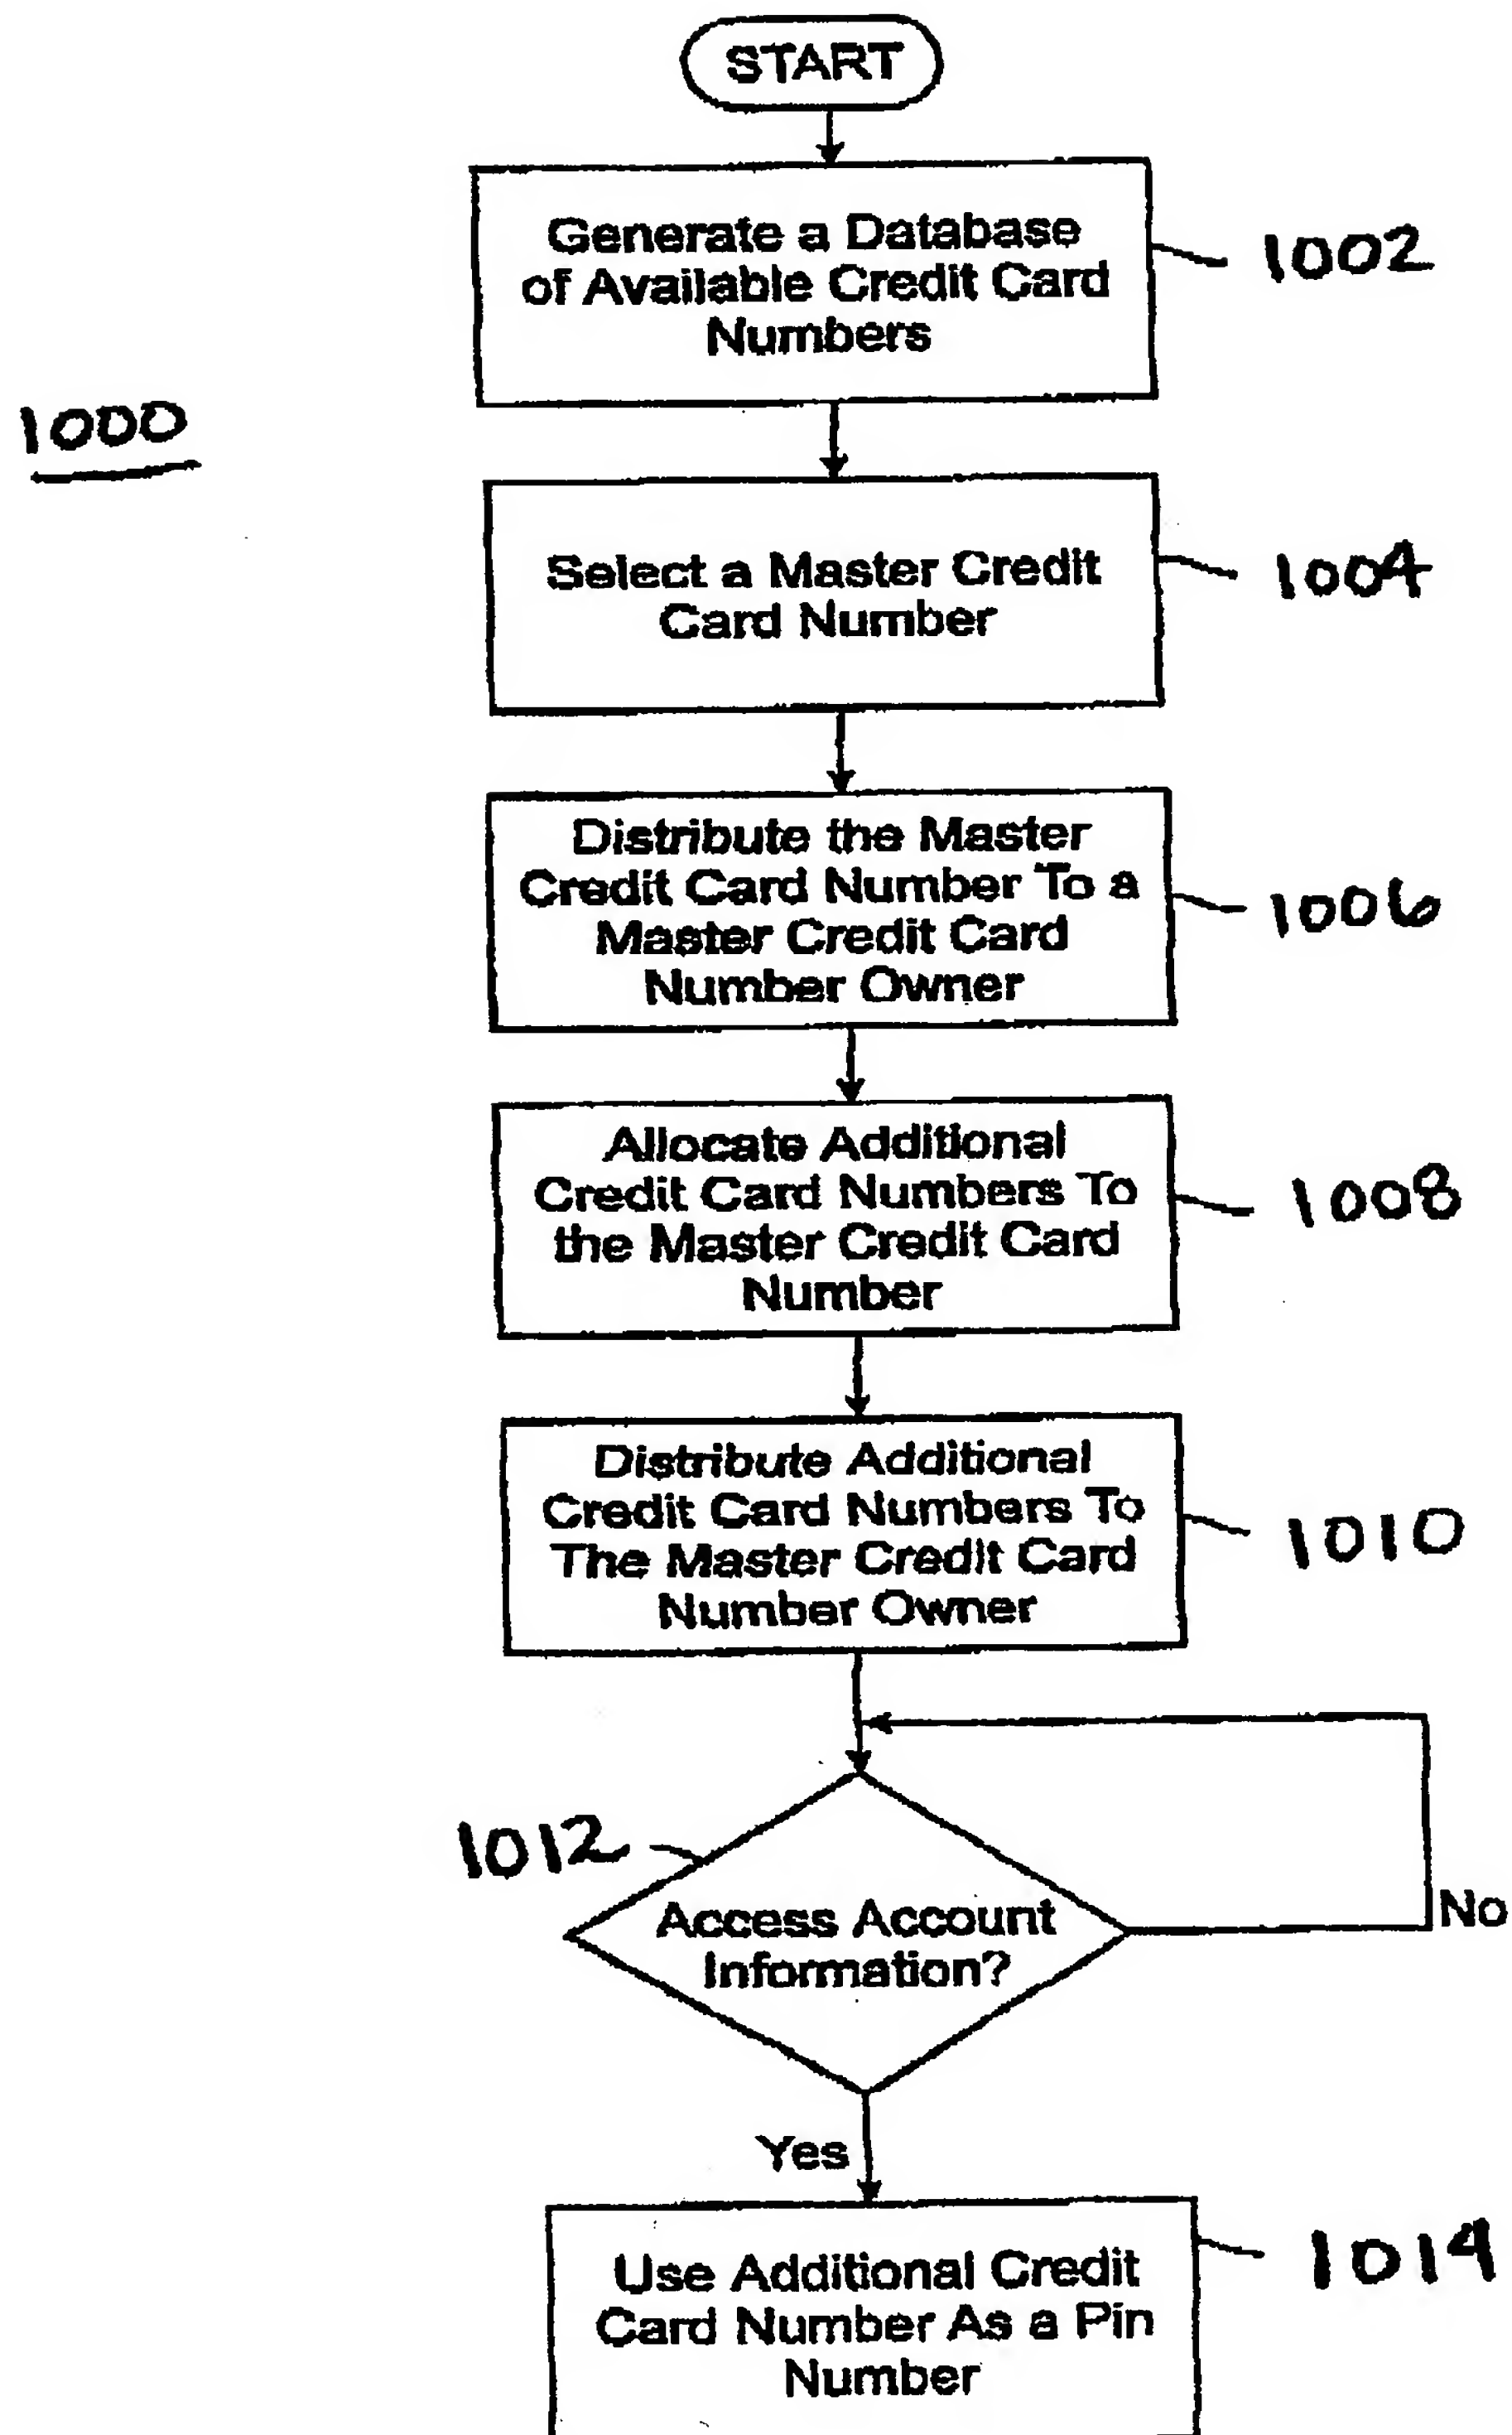 START
Generate a Database
of Available Credit Card
Numbers
1002
1000
Select a Master Credit
Card Number
1004
Distribute the Master
Credit Card Number To a
Master Credit Card
Number Owner
1006
Allocate Additional
Credit Card Numbers To
the Master Credit Card
Number
1008
Distribute Additional
Credit Card Numbers To
The Master Credit Card
Number Owner
1010
1012
Access Account
Information?
No
Yes
Use Additional Credit
Card Number As a Pin
Number
1014